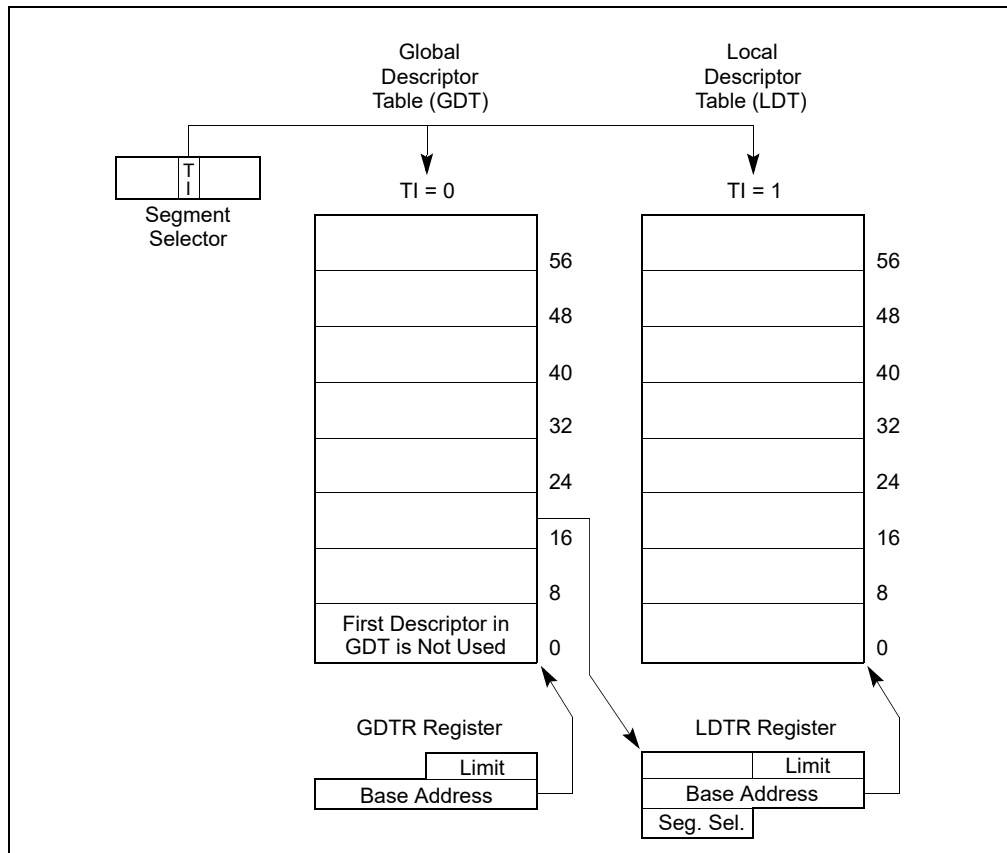 Global
Descriptor
Table (GDT)
Local
Descriptor
Table (LDT)
T
I
Segment
Selector
TI = 0
TI = 1
56
48
40
32
24
16
8
First Descriptor in
GDT is Not Used
0
56
48
40
32
24
16
8
0
GDTR Register
Limit
Base Address
LDTR Register
Limit
Base Address
Seg. Sel.